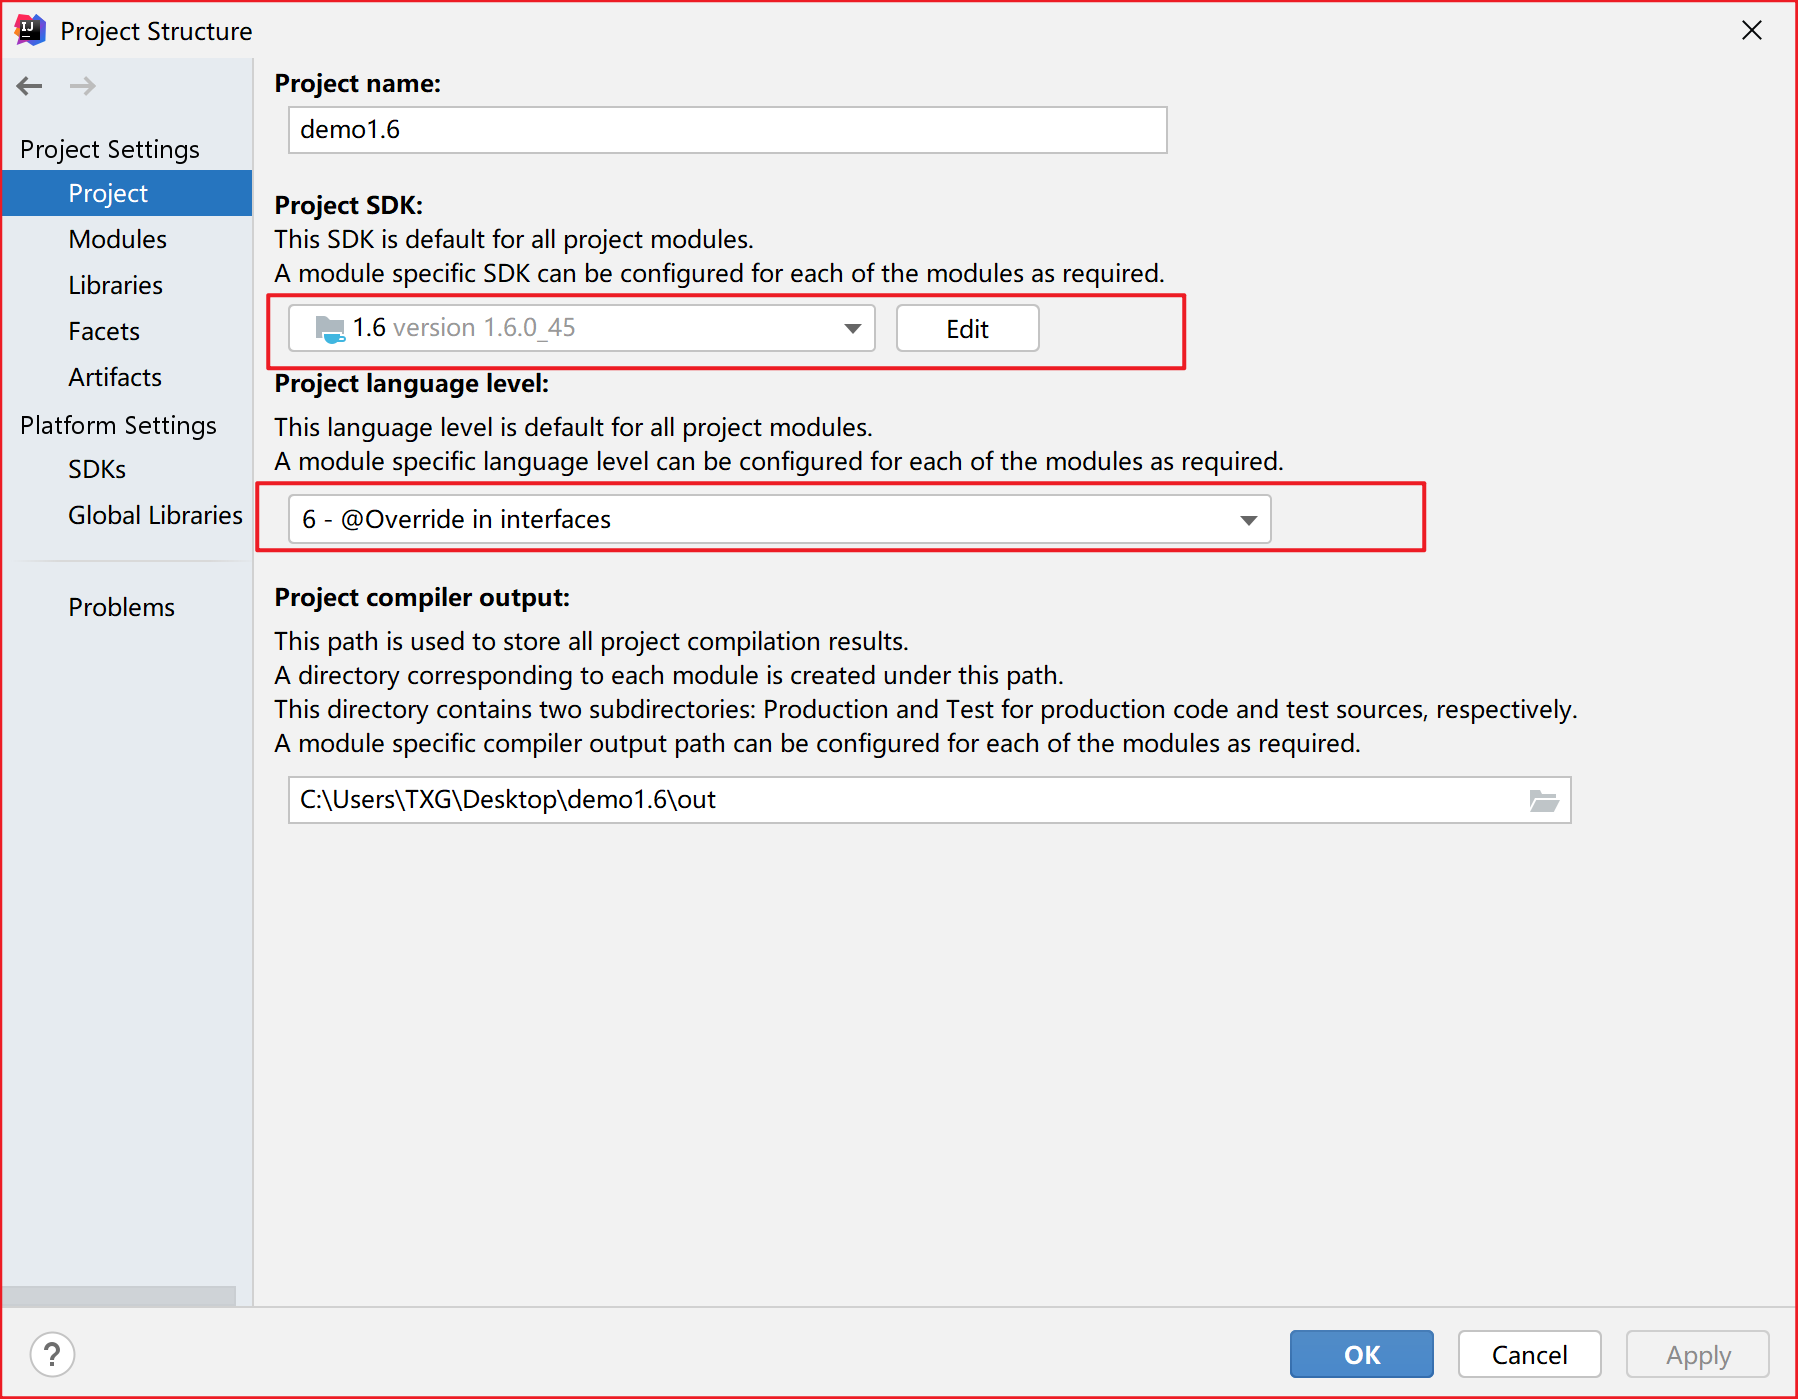 Project Structure
Project Settings
Project
Modules
Libraries
Facets
Artifacts
Platform Settings
SDKs
Global Libraries
Problems
Project name:
demo1.6
Project SDK:
This SDK is default for all project modules.
A module specific SDK can be configured for each of the modules as required.
1.6 version 1.6.0_45
Edit
Project language level:
This language level is default for all project modules.
A module specific language level can be configured for each of the modules as required.
6 - @Override in interfaces
Project compiler output:
This path is used to store all project compilation results.
A directory corresponding to each module is created under this path.
This directory contains two subdirectories: Production and Test for production code and test sources, respectively.
A module specific compiler output path can be configured for each of the modules as required.
C:\Users\TXG\Desktop\demo1.6\out
?
OK
Cancel
Apply